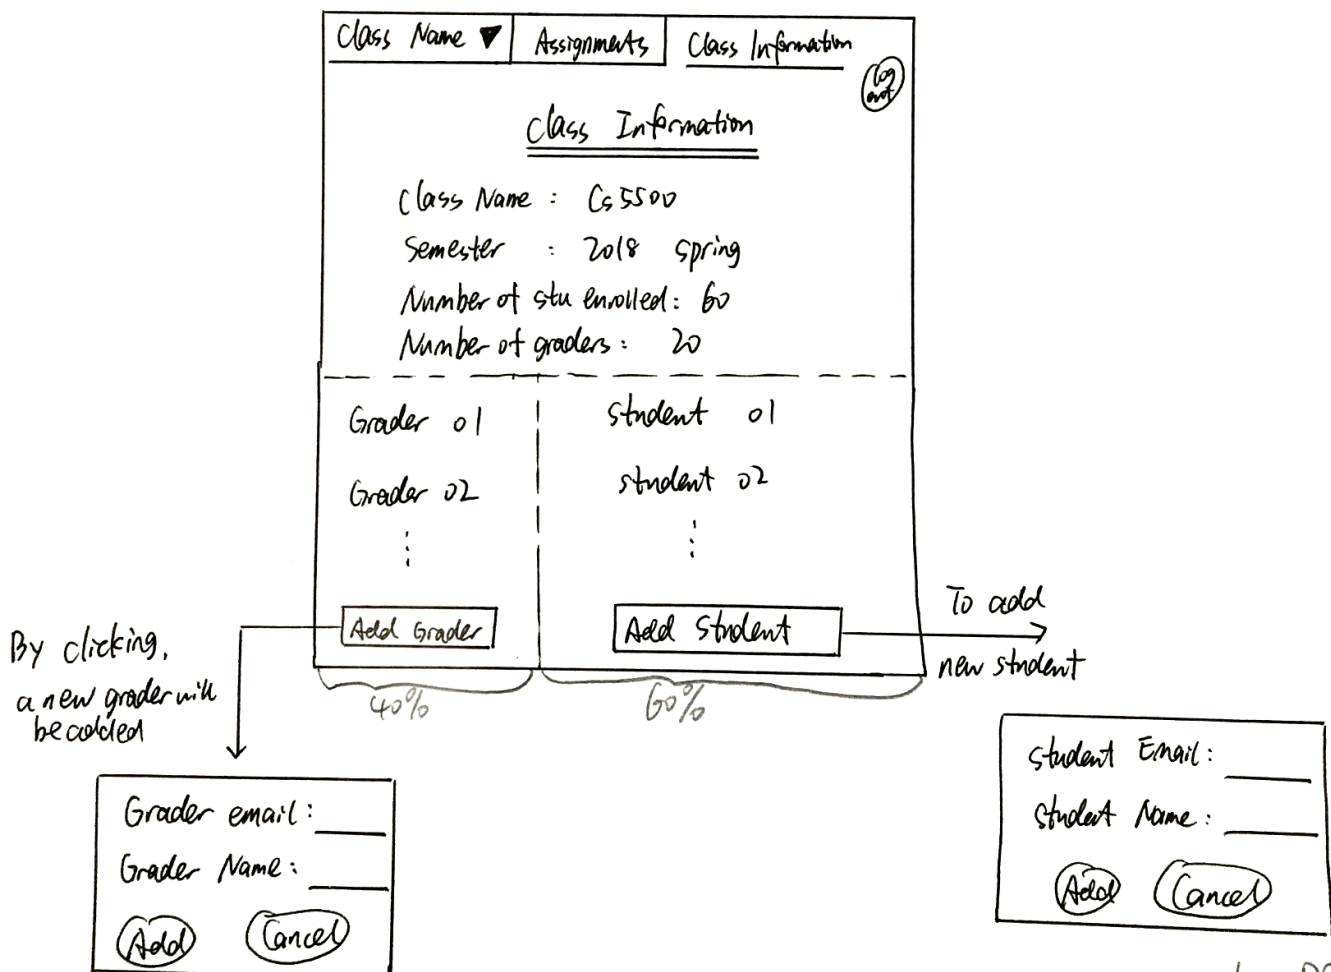 Class Name ▼ Assignments Class Information
Log out
Class Information
Class Name : Cs5500
Semester : 2018 spring
Number of stu enrolled: 60
Number of graders: 20
Grader 01
Grader 02
⋮
Add Grader
student 01
student 02
⋮
Add Student
40%
60%
By clicking,
a new grader will
be added
To add
new student
Grader email:
Grader Name:
Add Cancel
Student Email:
Student Name:
Add Cancel